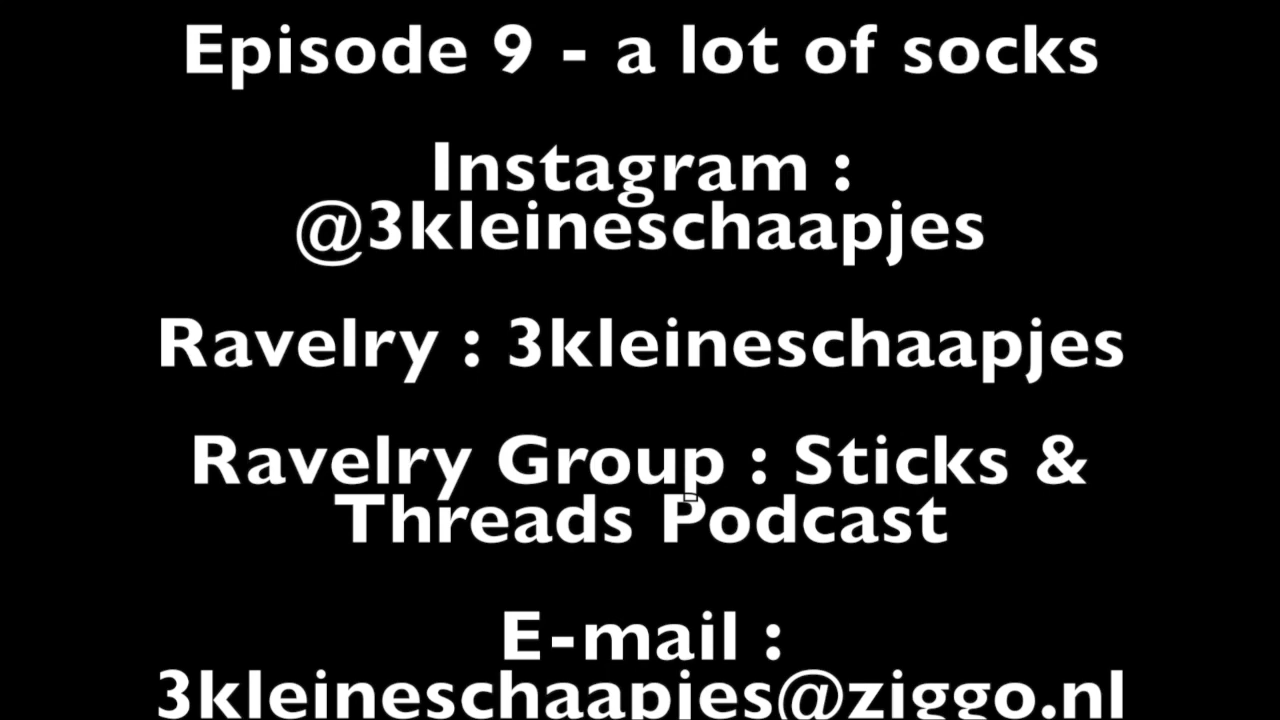 Episode 9 - a lot of socks
Instagram :
@3kleineschaapjes
Ravelry : 3kleineschaapjes
Ravelry Group : Sticks &
Threads Podcast
E-mail :
3kleineschaapjes@ziggo.nl